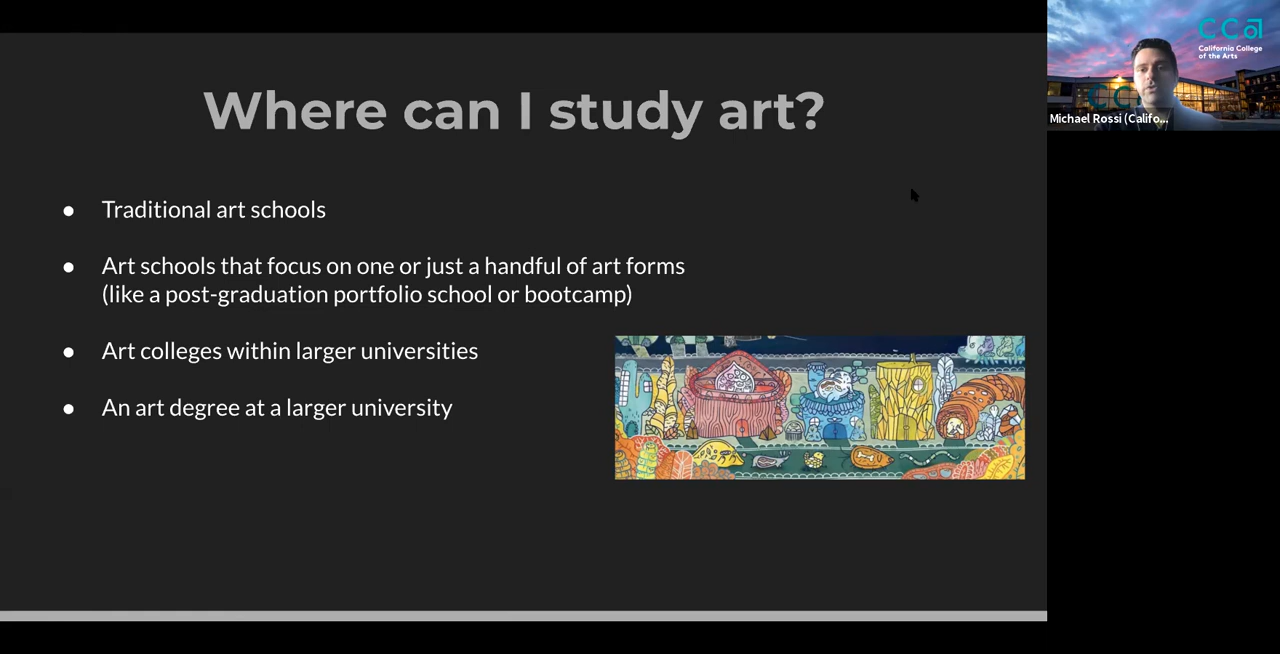 Where can I study art?
● Traditional art schools
● Art schools that focus on one or just a handful of art forms
(like a post-graduation portfolio school or bootcamp)
● Art colleges within larger universities
● An art degree at a larger university
CCa
California College
of the Arts
CC
Michael Rossi (Califo...